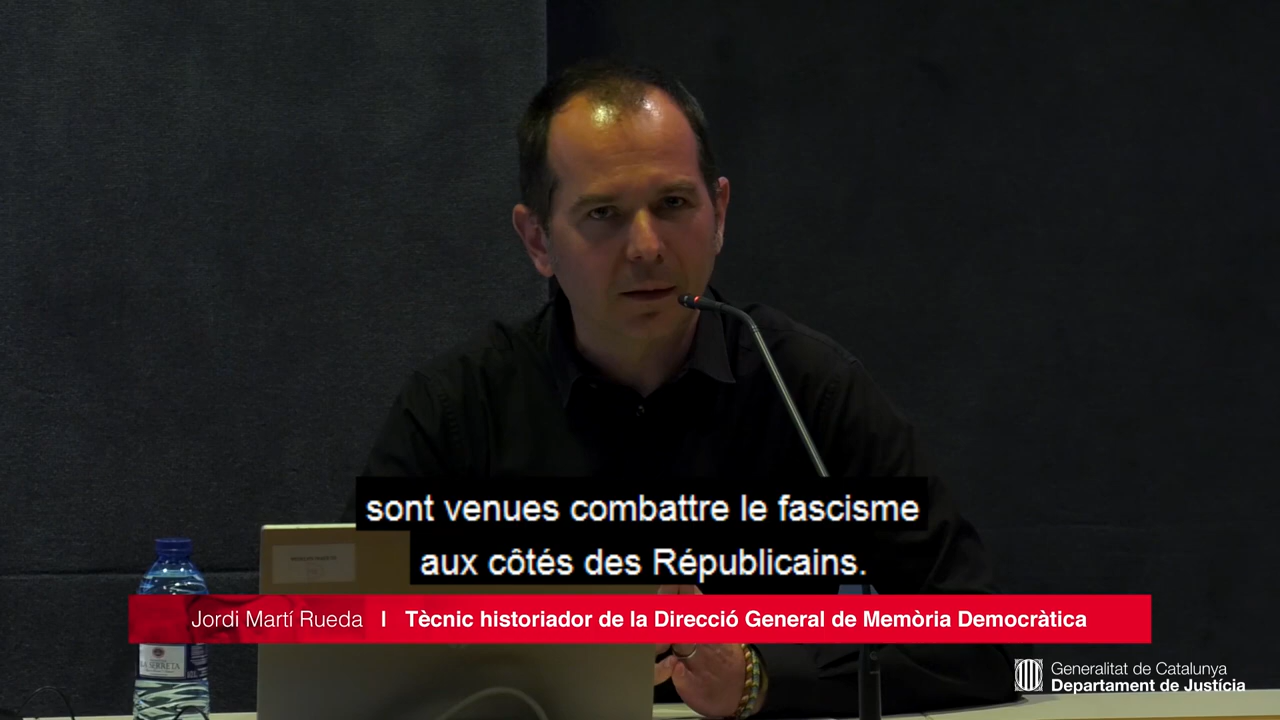 sont venues combattre le fascisme
aux côtés des Républicains.
Jordi Martí Rueda | Tècnic historiador de la Direcció General de Memòria Democràtica
Generalitat de Catalunya
Departament de Justícia